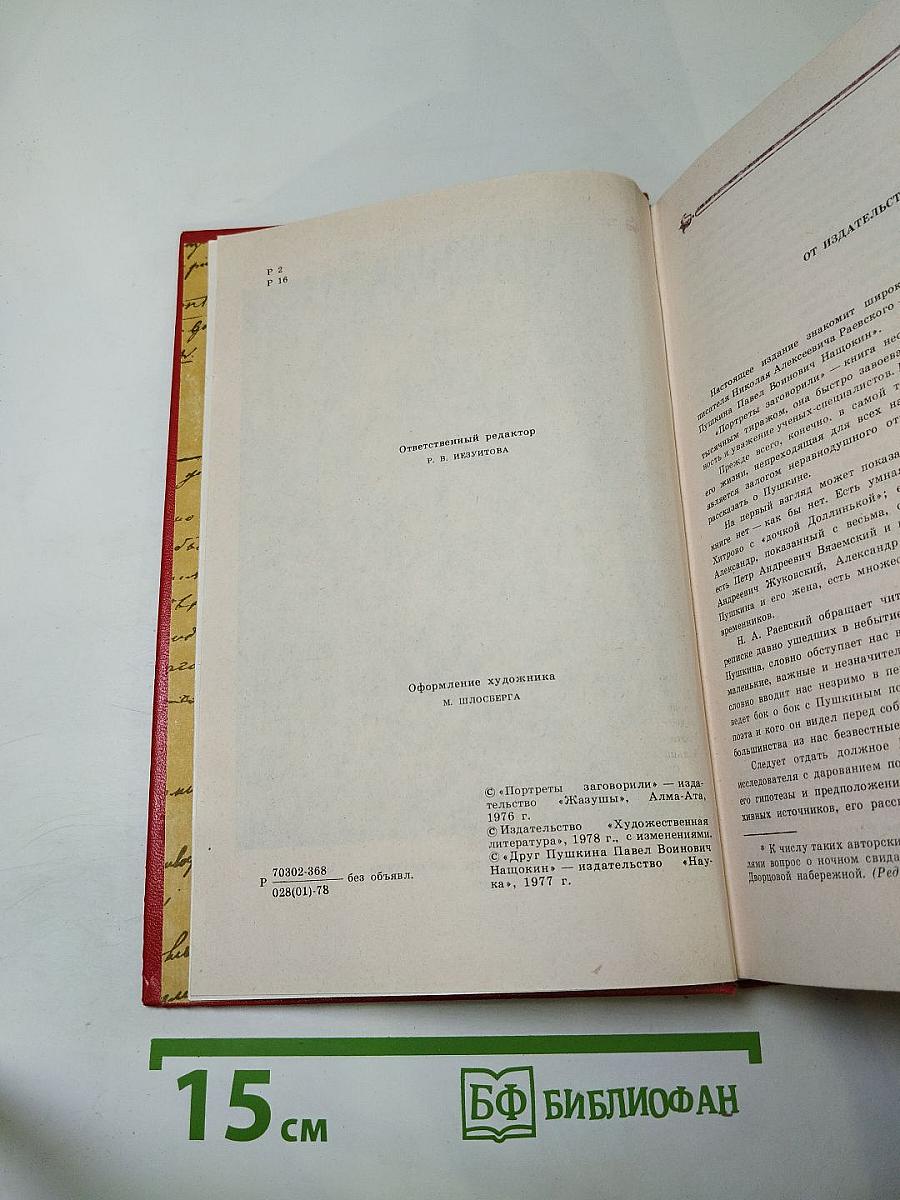 Р 2
Р 16
Ответственный редактор
Р. В. ИЕЗУИТОВА
Оформление художника
М. ШЛОСБЕРГА
© «Портреты заговорили» — изда-
тельство «Жазушы», Алма-Ата,
1976 г.
© Издательство «Художественная
литература», 1978 г., с изменениями.
© «Друг Пушкина Павел Воинович
Нащокин» — издательство «Нау-
ка», 1977 г.
70302-368
Р без объявл.
028(01)-78
ОТ ИЗДАТЕЛЬСТ
Настоящее издание знакомит широк
писателя Николая Алексеевича Раевского
Пушкина Павел Воинович Нащокин».
«Портреты заговорили» — книга нес
тысячным тиражом, она быстро завоева
ность и уважение ученых-специалистов.
Прежде всего, конечно, в самой т
его жизни, непреходящая для всех на
является залогом неравнодушного от
рассказать о Пушкине.
На первый взгляд может показа
книге нет — как бы нет. Есть умна
Хитрово с «дочкой Доллинькой»; е
Александр, показанный с весьма, с
есть Петр Андреевич Вяземский и
Андреевич Жуковский, Александр
Пушкина и его жена, есть множес
временников.
Н. А. Раевский обращает чит
реписке давно ушедших в небытие
Пушкина, словно обступает нас
маленькие, важные и незначител
словно вводит нас незримо в пе
ведет бок о бок с Пушкиным по
поэта и кого он видел перед соб
большинства из нас безвестные
Следует отдать должное
исследователя с дарованием по
его гипотезы и предположения
хивных источников, его расс
* К числу таких авторски
лями вопрос о ночном свида
Дворцовой набережной. (Ред
15 см
БФ БИБЛИОФАН